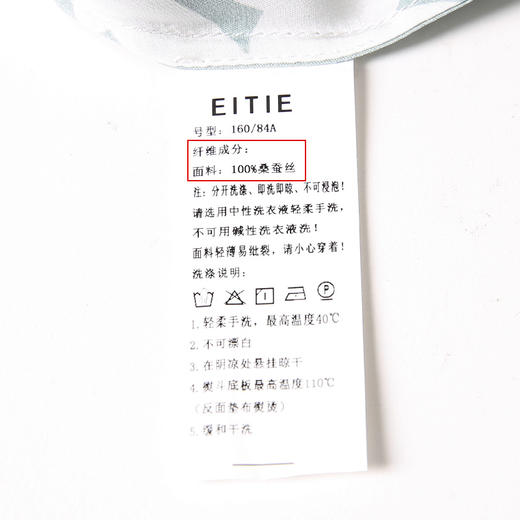 EITIE
号型：160/84A
纤维成分：
面料：100%桑蚕丝
注：分开洗涤、即洗即晾、不可浸泡！
请选用中性洗衣液轻柔手洗，
不可用碱性洗衣液洗！
面料轻薄易纰裂，请小心穿着！
洗涤说明：
P
1.轻柔手洗，最高温度40℃
2.不可漂白
3.在阴凉处悬挂晾干
4.熨斗底板最高温度110℃
（反面垫布熨烫）
5.缓和干洗